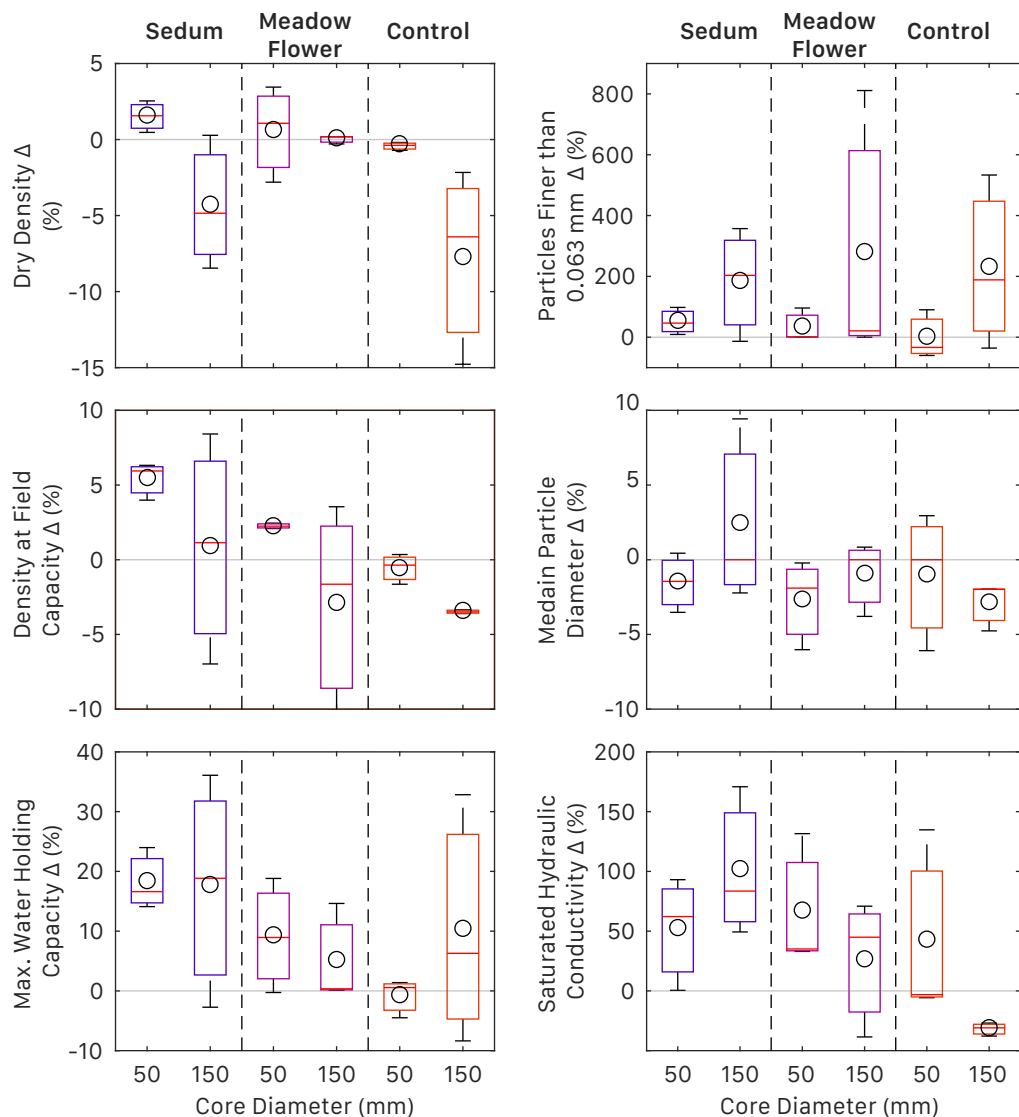 Sedum
Meadow
Flower
Control
Sedum
Meadow
Flower
Control
Dry Density Δ
(%)
5
0
-5
-10
-15
Particles Finer than
0.063 mm Δ (%)
800
600
400
200
0
Density at Field
Capacity Δ (%)
10
5
0
-5
-10
Medain Particle
Diameter Δ (%)
10
5
0
-5
-10
Max. Water Holding
Capacity Δ (%)
40
30
20
10
0
-10
50 150 50 150 50 150
Core Diameter (mm)
Saturated Hydraulic
Conductivity Δ (%)
200
150
100
50
0
50 150 50 150 50 150
Core Diameter (mm)